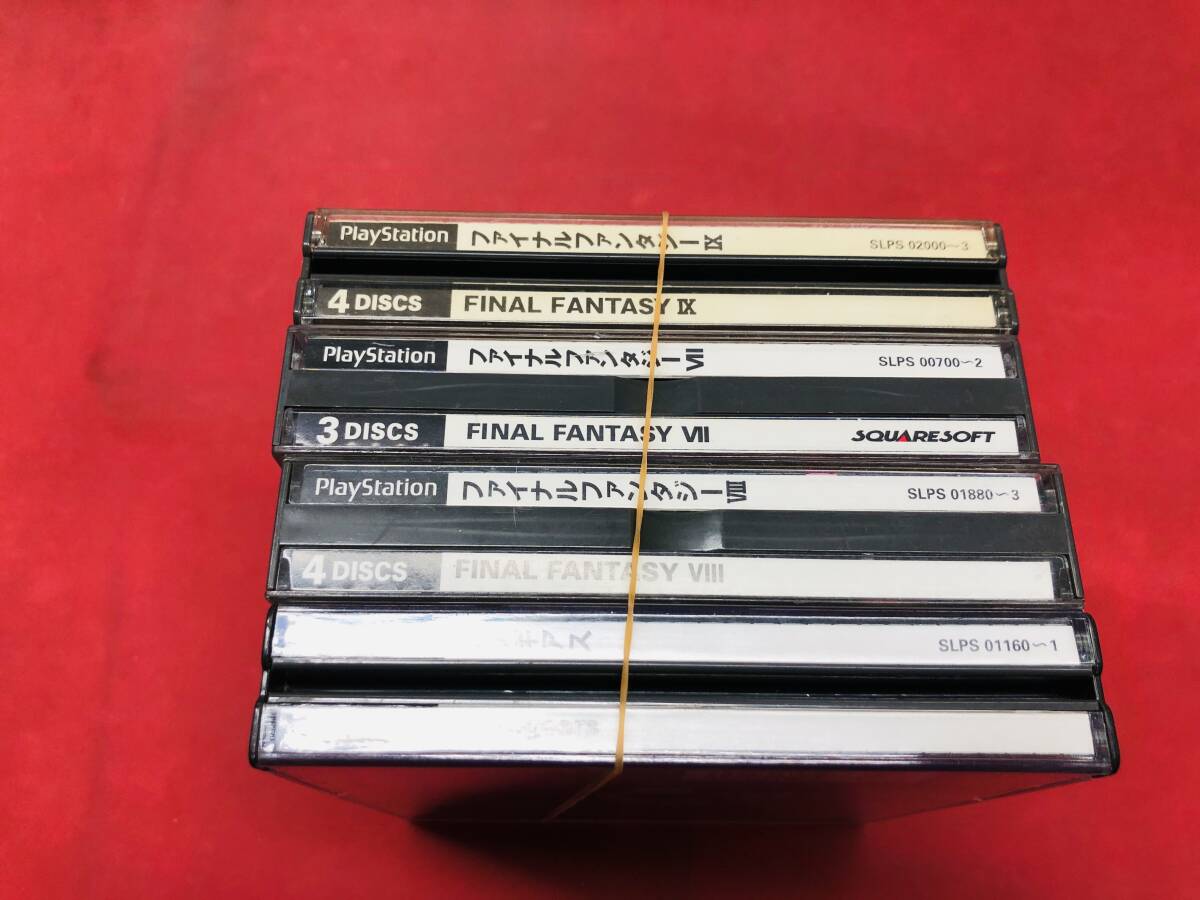 PlayStation ファイナルファンタジーIX SLPS 02000~3
4 DISCS FINAL FANTASY IX
PlayStation ファイナルファンタジーVII SLPS 00700~2
3 DISCS FINAL FANTASY VII SQUARESOFT
PlayStation ファイナルファンタジーVIII SLPS 01880~3
4 DISCS FINAL FANTASY VIII
ギアス SLPS 01160~1